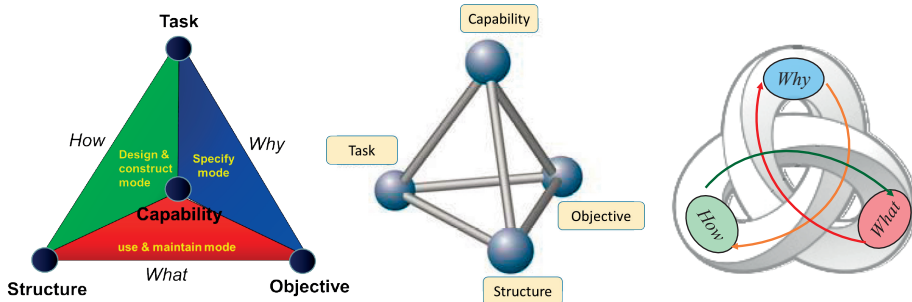 Task
How
Why
Design &
construct
mode
Specify
mode
Capability
use & maintain mode
Structure
What
Objective
Capability
Task
Objective
Structure
Why
How
What